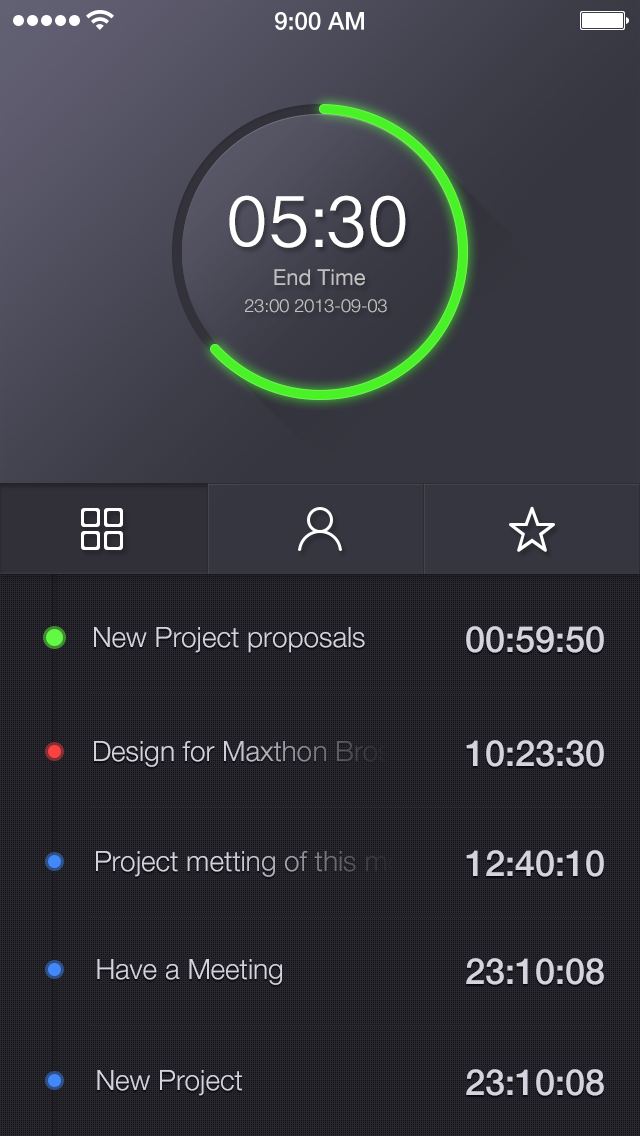 9:00 AM
05:30
End Time
23:00 2013-09-03
New Project proposals 00:59:50
Design for Maxthon Bros 10:23:30
Project metting of this m 12:40:10
Have a Meeting 23:10:08
New Project 23:10:08